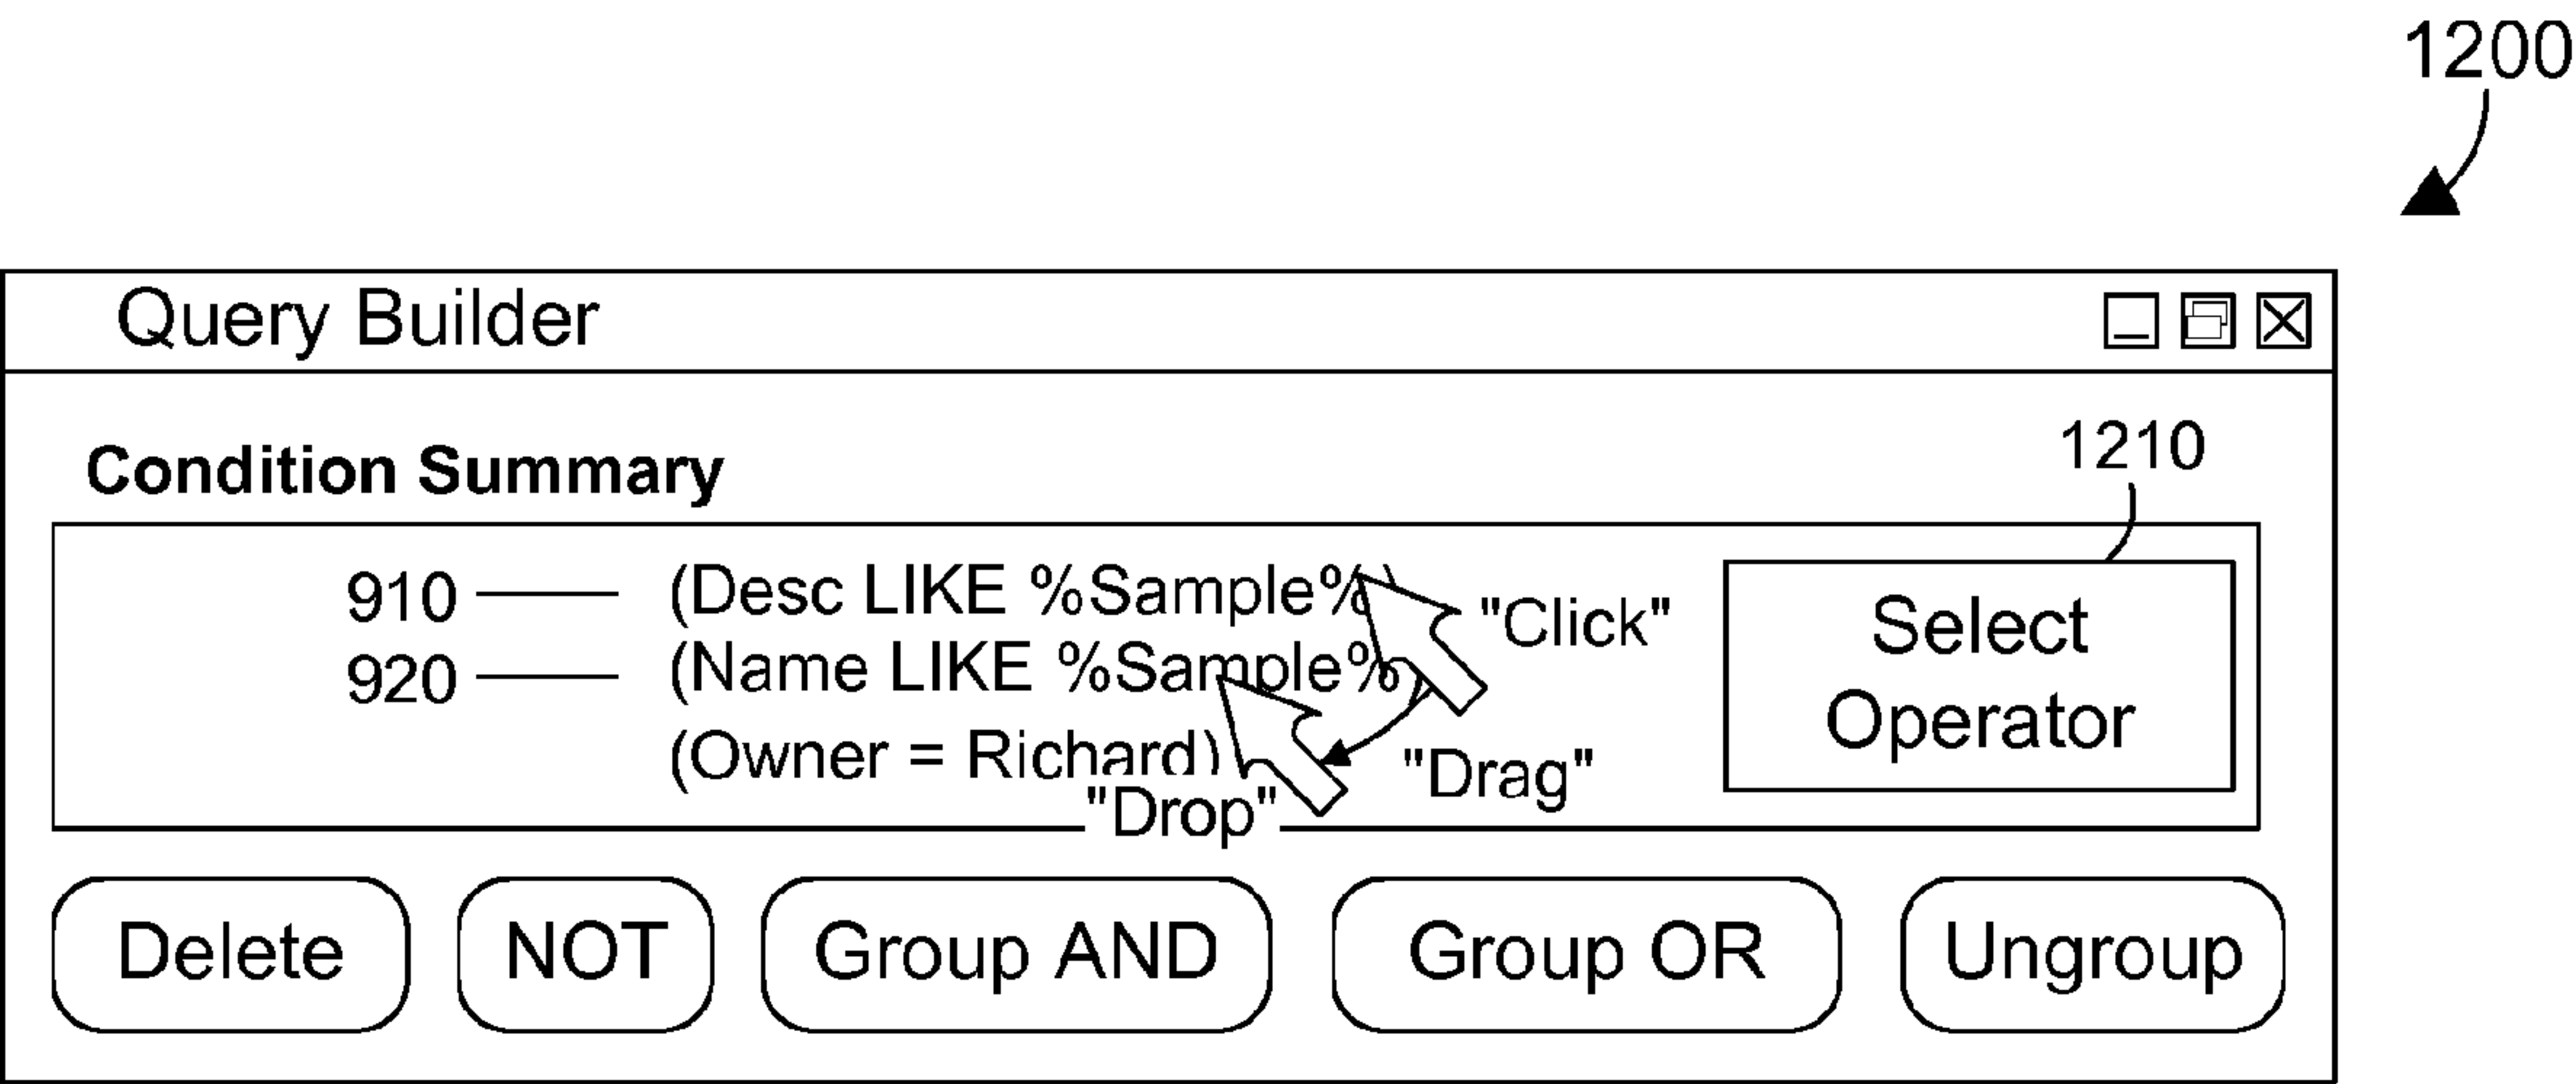 1200
Query Builder
1210
Condition Summary
910 (Desc LIKE %Sample%)
"Click"
Select
920 (Name LIKE %Sample%)
Operator
(Owner = Richard)
"Drag"
"Drop"
Delete NOT Group AND Group OR Ungroup